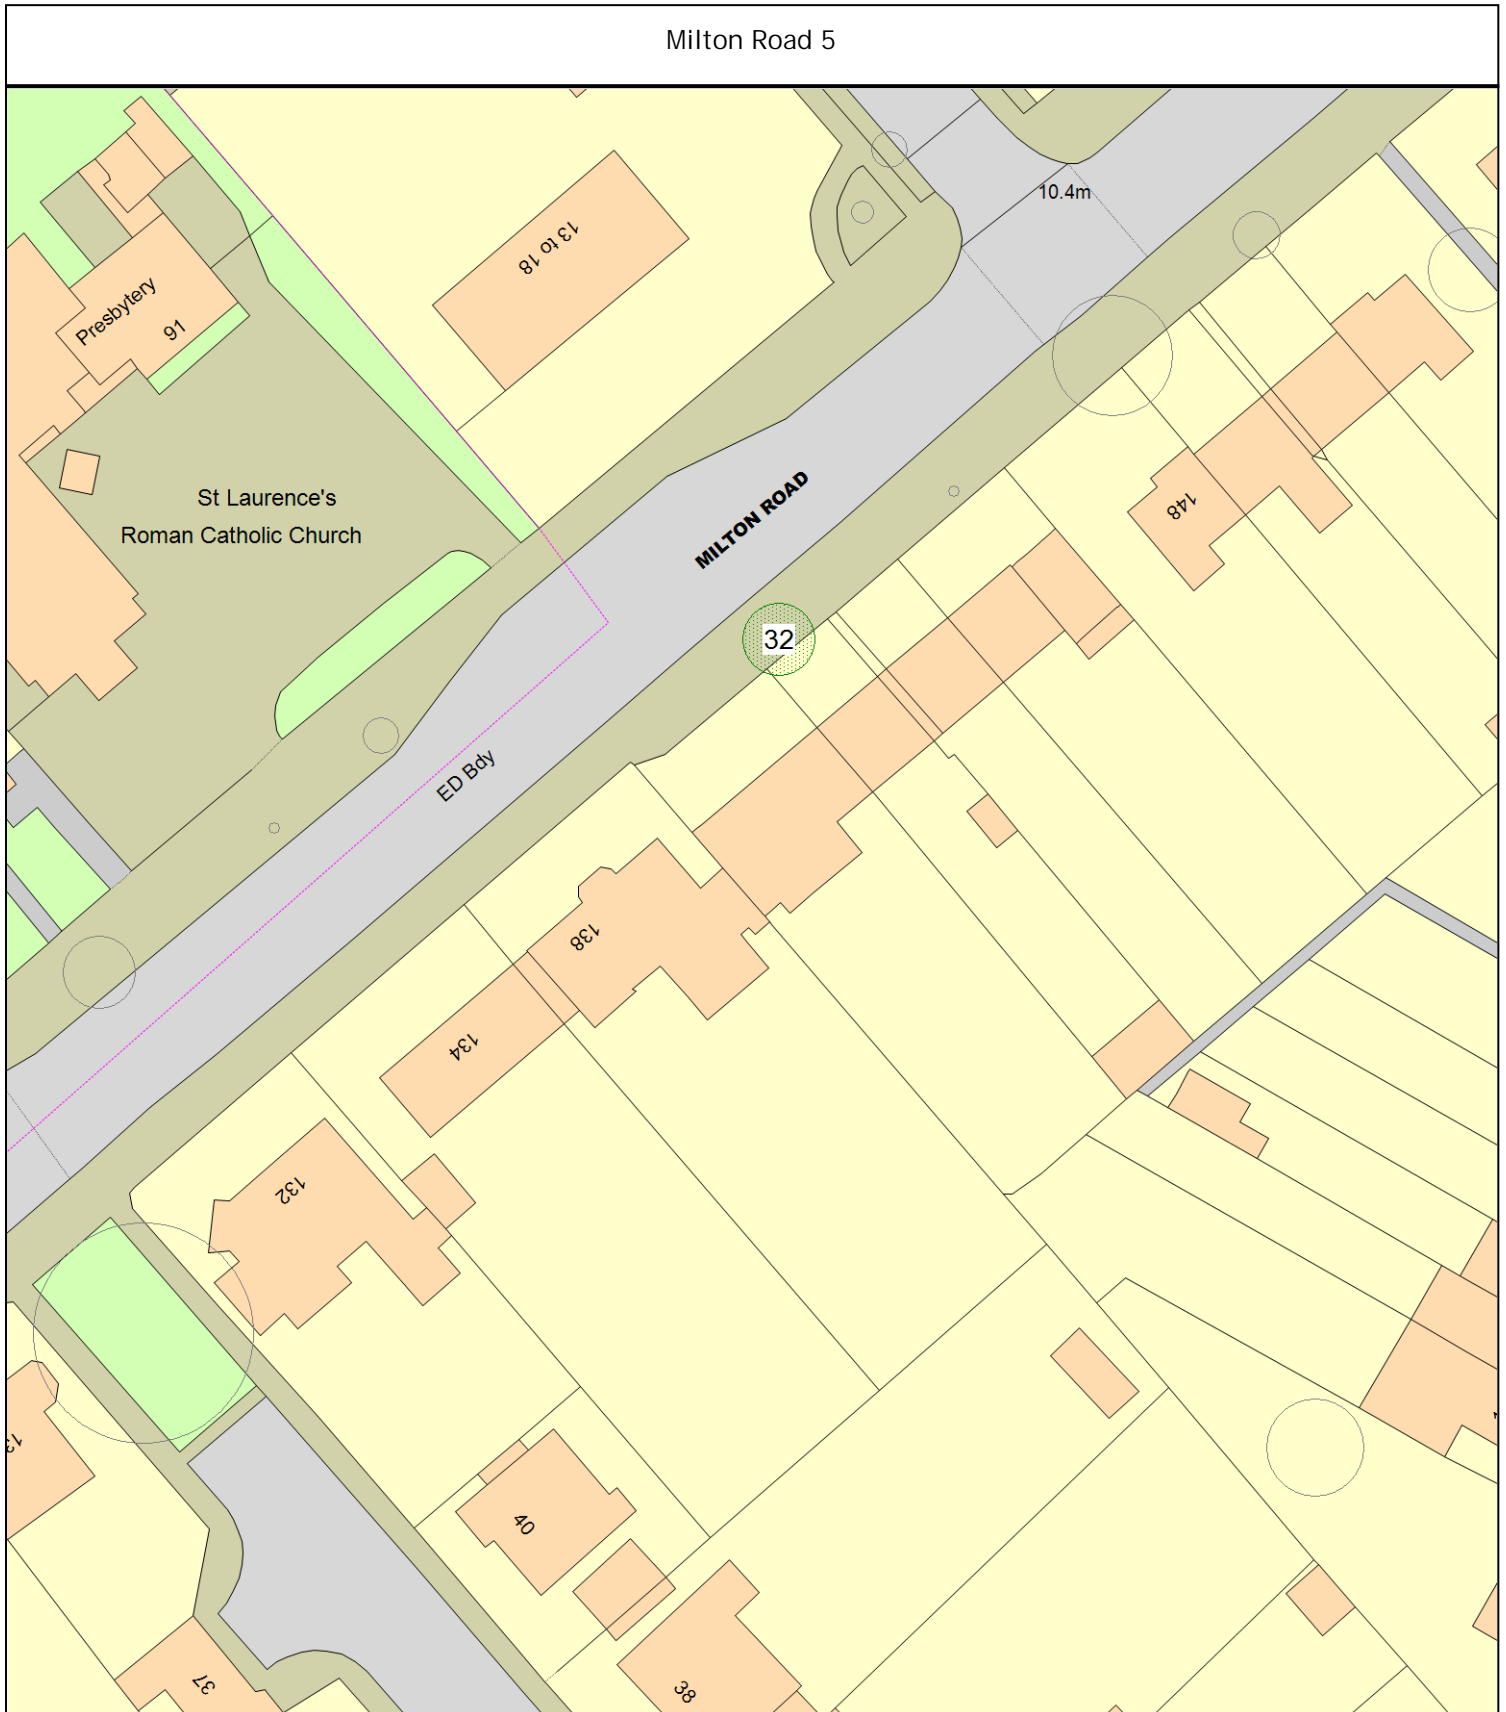 Milton Road 5
10.4m
13 to 18
Presbytery
91
St Laurence's
Roman Catholic Church
MILTON ROAD
148
32
ED Bdy
138
134
132
40
37
38